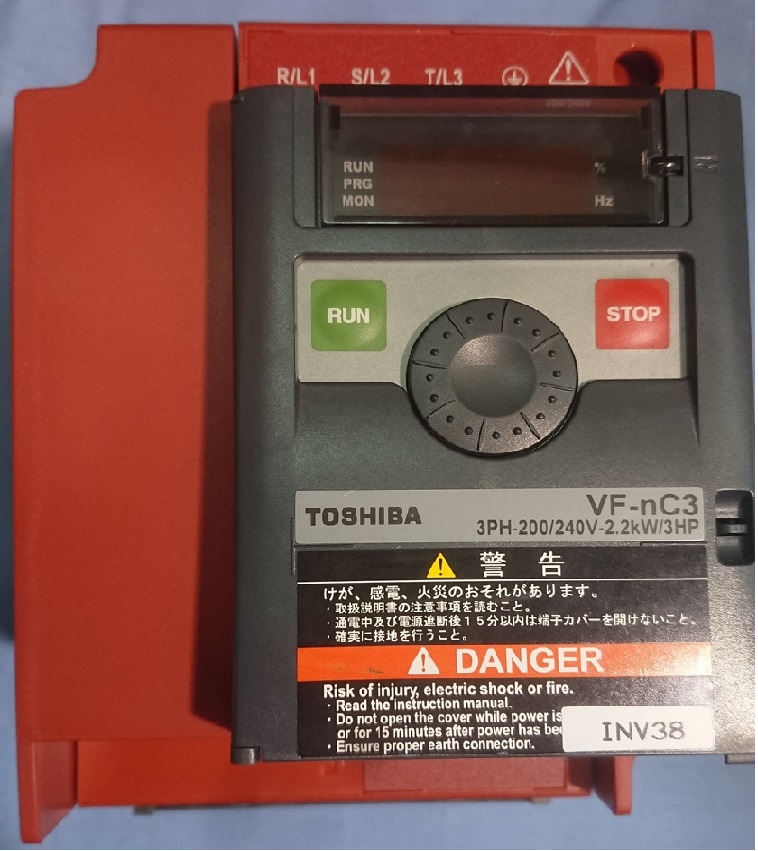 R/L1 S/L2 T/L3
RUN %
PRG
MON Hz
RUN STOP
TOSHIBA VF-nC3
3PH-200/240V-2.2kW/3HP
警 告
けが、感電、火災のおそれがあります。
・取扱説明書の注意事項を読むこと。
・通電中及び電源遮断後15分以内は端子カバーを開けないこと。
・確実に接地を行うこと。
DANGER
Risk of injury, electric shock or fire.
・Read the instruction manual.
・Do not open the cover while power is
or for 15 minutes after power has
・Ensure proper earth connection.
INV38